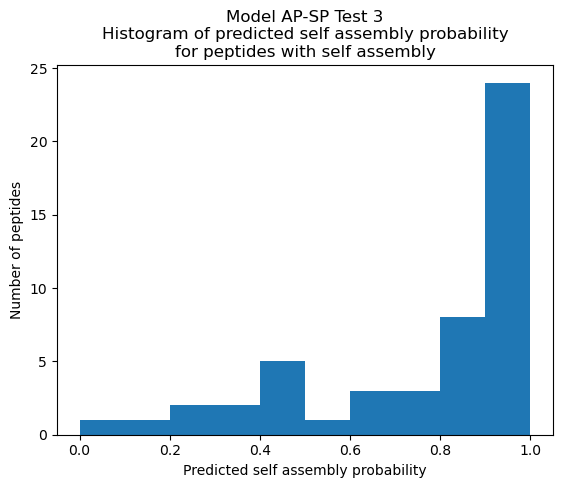 Model AP-SP Test 3
Histogram of predicted self assembly probability
for peptides with self assembly
25
20
15
10
5
0
Number of peptides
0.0 0.2 0.4 0.6 0.8 1.0
Predicted self assembly probability